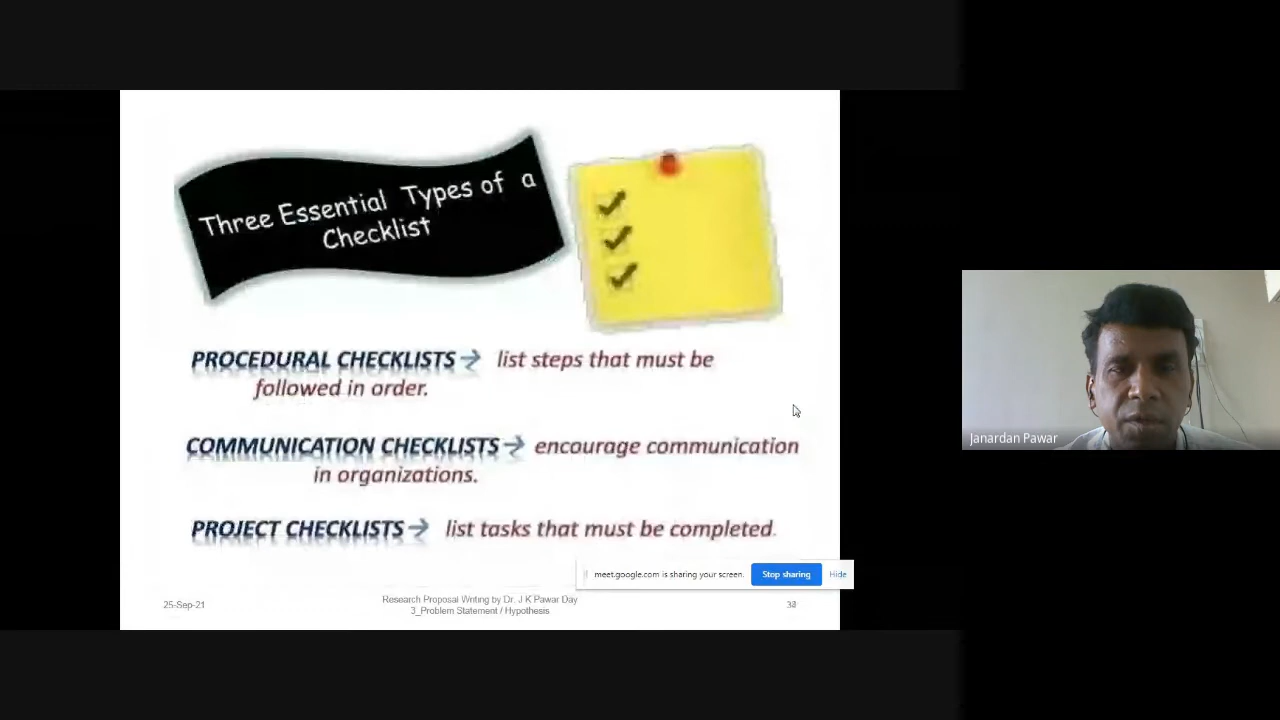 Three Essential Types of a
Checklist
PROCEDURAL CHECKLISTS→ list steps that must be
followed in order.
COMMUNICATION CHECKLISTS→ encourage communication
in organizations.
PROJECT CHECKLISTS→ list tasks that must be completed.
meet.google.com is sharing your screen.
Stop sharing
Hide
25-Sep-21
Research Proposal Writing by Dr. J K Pawar Day
3_Problem Statement / Hypothesis
Janardan Pawar